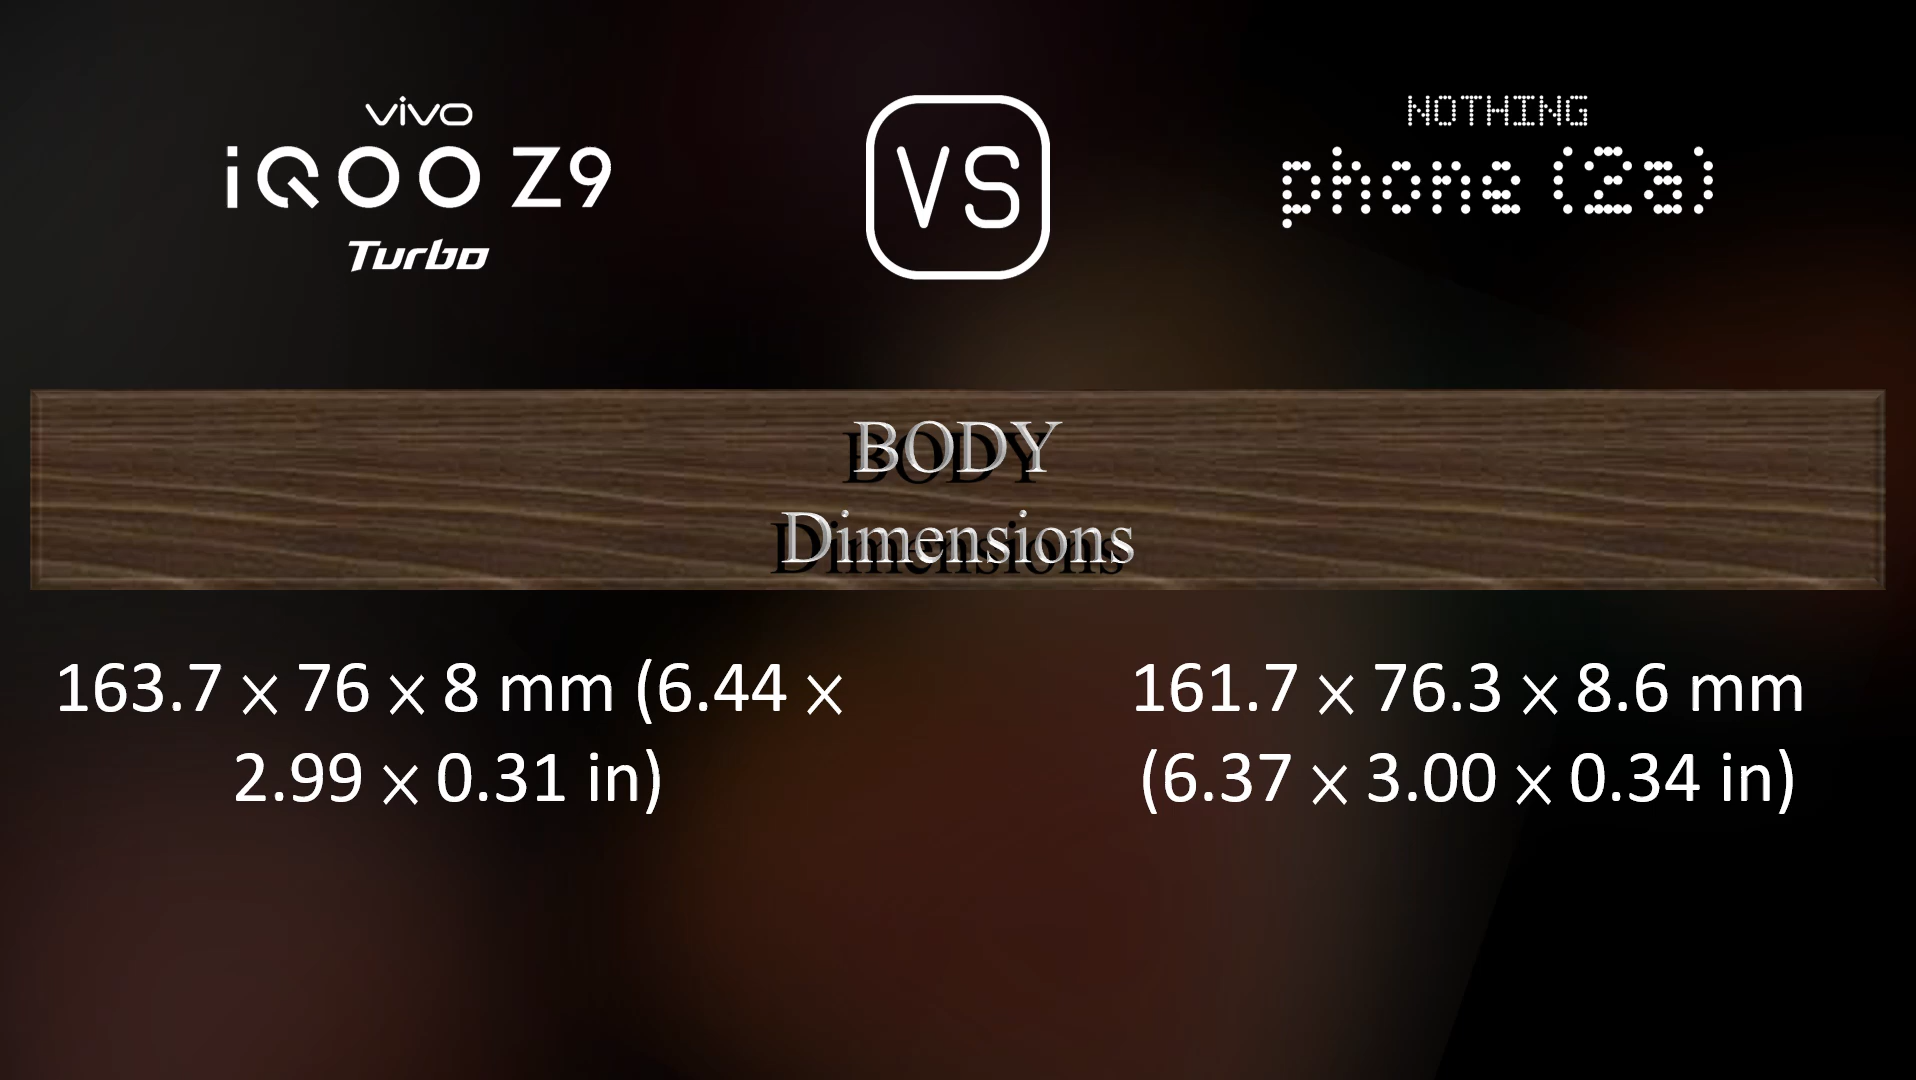 vivo
iQOO Z9
Turbo
VS
NOTHING
phone (2a)
BODY
Dimensions
163.7 x 76 x 8 mm (6.44 x
2.99 x 0.31 in)
161.7 x 76.3 x 8.6 mm
(6.37 x 3.00 x 0.34 in)